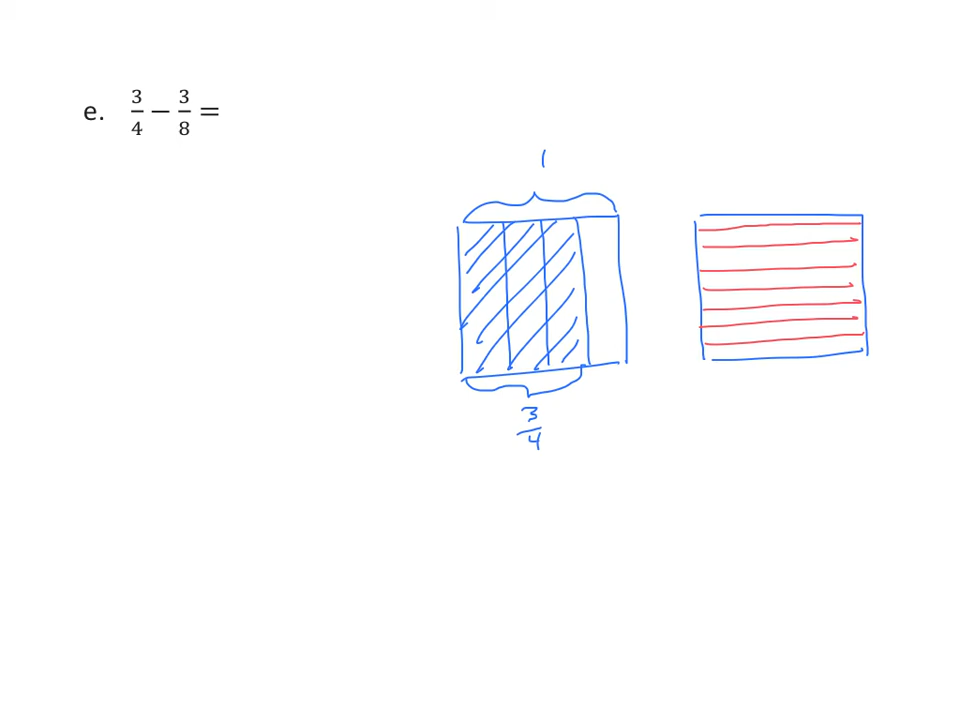 e. 3/4 − 3/8 =
1
3/4